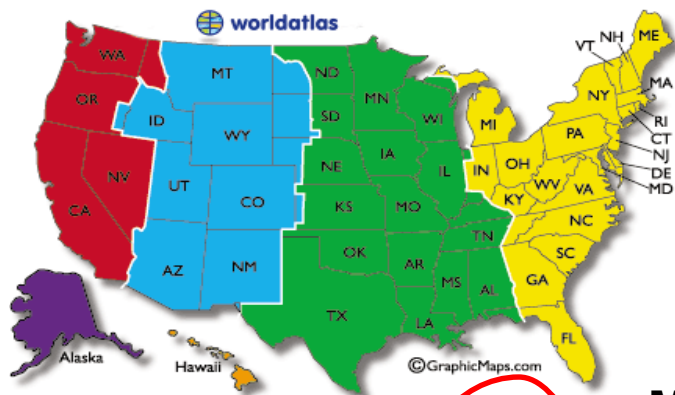 worldatlas
WA
MT
ND
MN
ME
VT
NH
MA
NY
RI
CT
NJ
DE
MD
OR
ID
WY
SD
WI
MI
PA
NV
UT
CO
NE
IA
IL
IN
OH
WV
VA
CA
KS
MO
KY
NC
AZ
NM
OK
AR
TN
SC
MS
AL
GA
TX
LA
FL
Alaska
Hawaii
©GraphicMaps.com